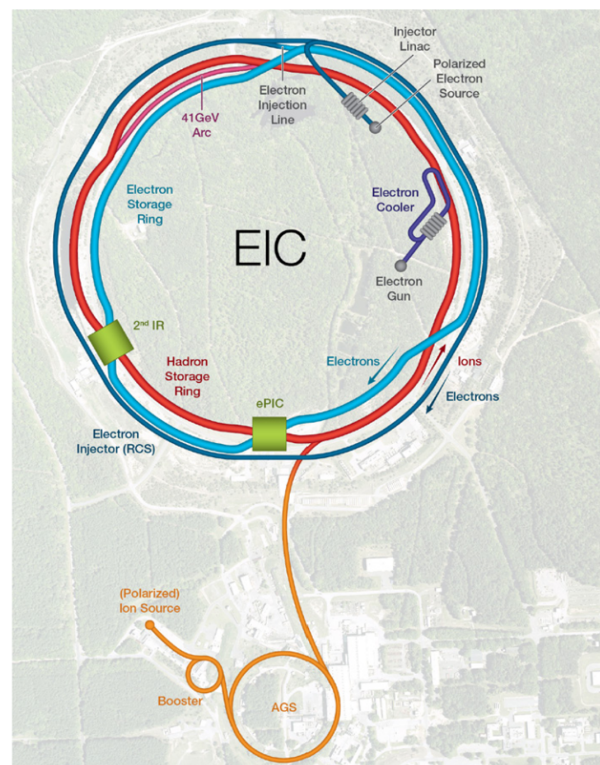 Injector
Linac
Polarized
Electron
Source
Electron
Injection
Line
41GeV
Arc
Electron
Storage
Ring
Electron
Cooler
EIC
Electron
Gun
2nd IR
Electrons
Ions
Hadron
Storage
Ring
Electrons
ePIC
Electron
Injector (RCS)
(Polarized)
Ion Source
Booster
AGS